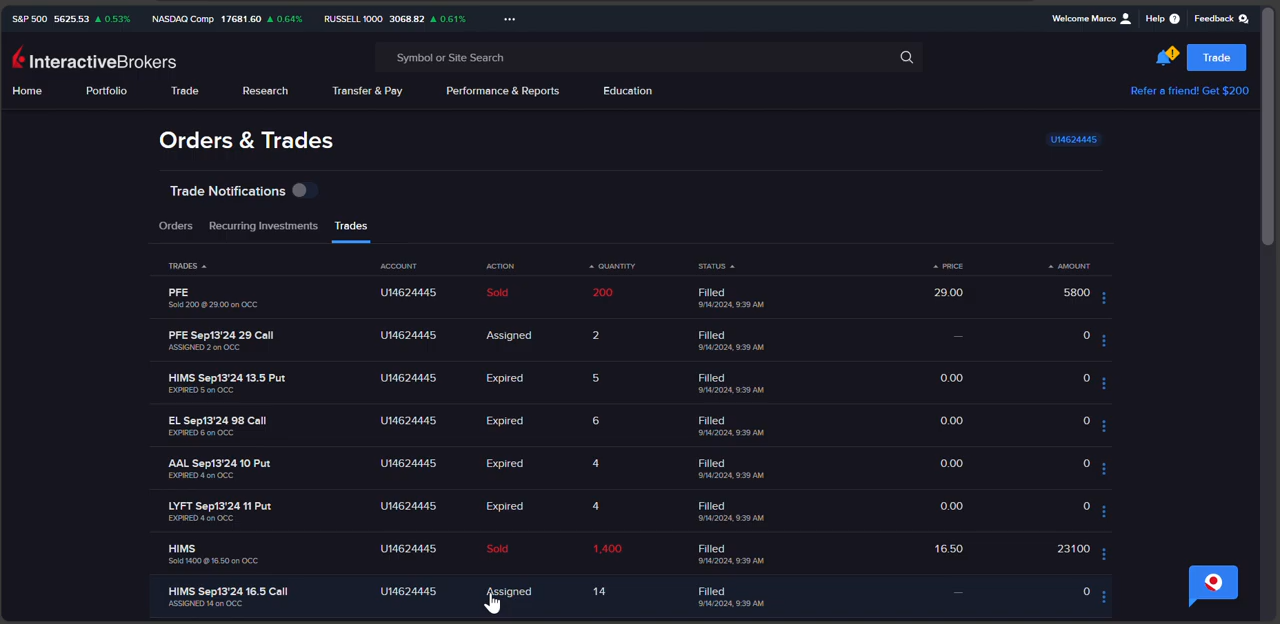 S&P 500 5625.53 ▲ 0.53% NASDAQ Comp 17681.60 ▲ 0.64% RUSSELL 1000 3068.82 ▲ 0.61% ••• Welcome Marco Help ? Feedback
InteractiveBrokers Symbol or Site Search ! Trade
Home Portfolio Trade Research Transfer & Pay Performance & Reports Education Refer a friend! Get $200
Orders & Trades U14624445
Trade Notifications
Orders Recurring Investments Trades
TRADES ▲ ACCOUNT ACTION ▲ QUANTITY STATUS ▲ ▲ PRICE ▲ AMOUNT
PFE U14624445 Sold 200 Filled 29.00 5800
Sold 200 @ 29.00 on OCC 9/14/2024, 9:39 AM
PFE Sep13'24 29 Call U14624445 Assigned 2 Filled — 0
ASSIGNED 2 on OCC 9/14/2024, 9:39 AM
HIMS Sep13'24 13.5 Put U14624445 Expired 5 Filled 0.00 0
EXPIRED 5 on OCC 9/14/2024, 9:39 AM
EL Sep13'24 98 Call U14624445 Expired 6 Filled 0.00 0
EXPIRED 6 on OCC 9/14/2024, 9:39 AM
AAL Sep13'24 10 Put U14624445 Expired 4 Filled 0.00 0
EXPIRED 4 on OCC 9/14/2024, 9:39 AM
LYFT Sep13'24 11 Put U14624445 Expired 4 Filled 0.00 0
EXPIRED 4 on OCC 9/14/2024, 9:39 AM
HIMS U14624445 Sold 1,400 Filled 16.50 23100
Sold 1400 @ 16.50 on OCC 9/14/2024, 9:39 AM
HIMS Sep13'24 16.5 Call U14624445 Assigned 14 Filled — 0
ASSIGNED 14 on OCC 9/14/2024, 9:39 AM